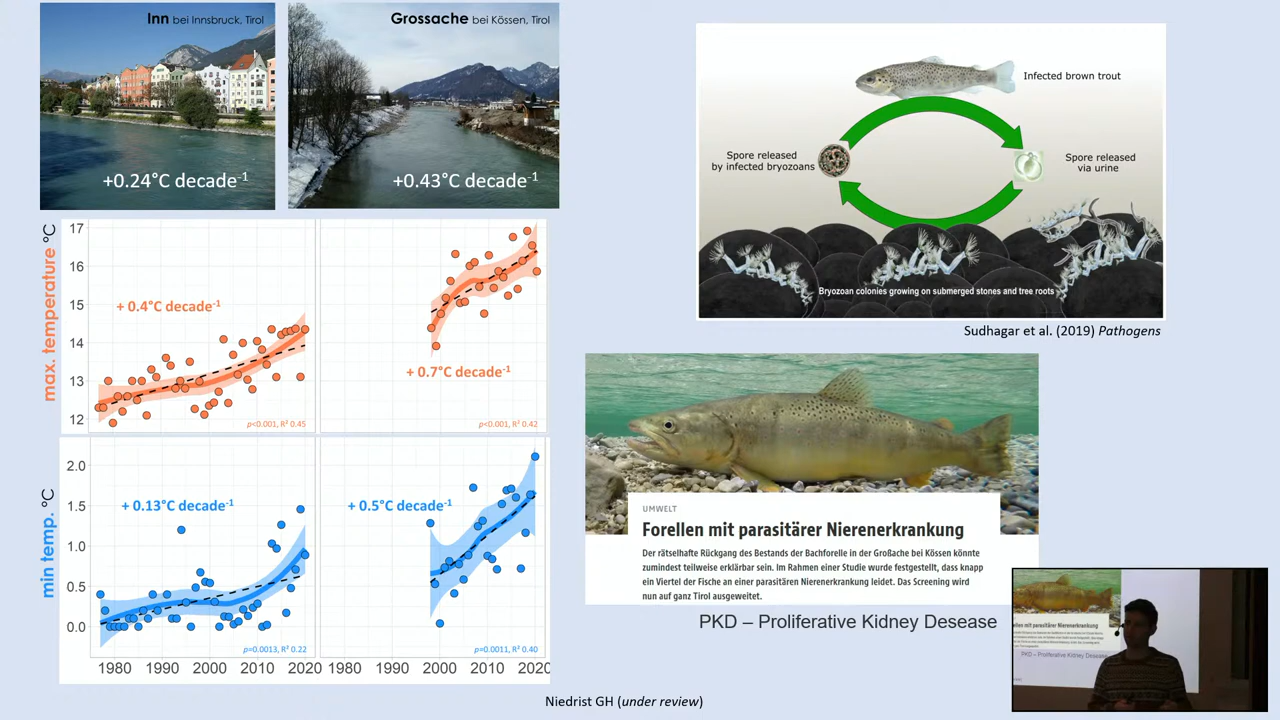 Inn bei Innsbruck, Tirol
+0.24°C decade-1
Grossache bei Kössen, Tirol
+0.43°C decade-1
max. temperature °C
17
16
15
14
13
12
+ 0.4°C decade-1
p<0.001, R² 0.45
+ 0.7°C decade-1
p<0.001, R² 0.42
min temp. °C
2.0
1.5
1.0
0.5
0.0
+ 0.13°C decade-1
p=0.0013, R² 0.22
+ 0.5°C decade-1
p=0.0011, R² 0.40
1980 1990 2000 2010 2020 1980 1990 2000 2010 2020
Niedrist GH (under review)
Infected brown trout
Spore released
by infected bryozoans
Spore released
via urine
Bryozoan colonies growing on submerged stones and tree roots
Sudhagar et al. (2019) Pathogens
UMWELT
Forellen mit parasitärer Nierenerkrankung
Der rätselhafte Rückgang des Bestands der Bachforelle in der Großache bei Kössen könnte
zumindest teilweise erklärbar sein. Im Rahmen einer Studie wurde festgestellt, dass knapp
ein Viertel der Fische an einer parasitären Nierenerkrankung leidet. Das Screening wird
nun auf ganz Tirol ausgeweitet.
PKD – Proliferative Kidney Desease